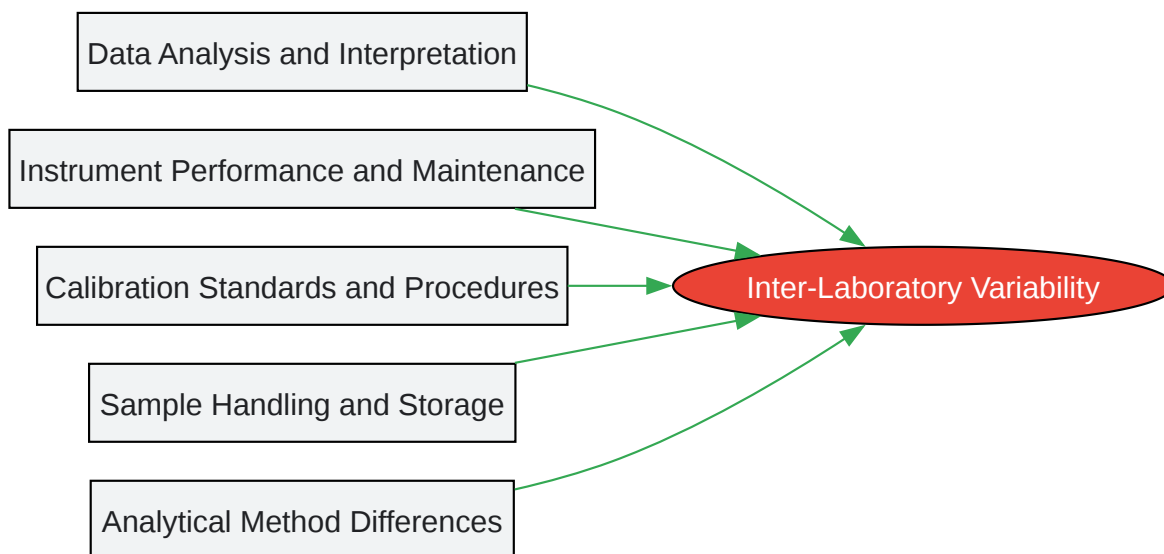 Data Analysis and Interpretation
Instrument Performance and Maintenance
Calibration Standards and Procedures
Inter-Laboratory Variability
Sample Handling and Storage
Analytical Method Differences